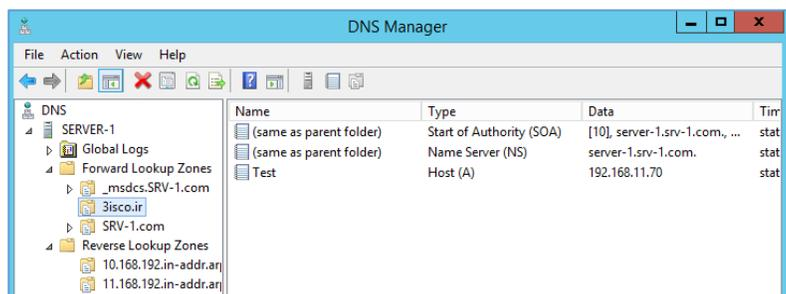 DNS Manager
File Action View Help
DNS
SERVER-1
Global Logs
Forward Lookup Zones
_msdcs.SRV-1.com
3isco.ir
SRV-1.com
Reverse Lookup Zones
10.168.192.in-addr.arp
11.168.192.in-addr.arp
Name Type Data Tim
(same as parent folder) Start of Authority (SOA) [10], server-1.srv-1.com., ... stat
(same as parent folder) Name Server (NS) server-1.srv-1.com. stat
Test Host (A) 192.168.11.70 stat